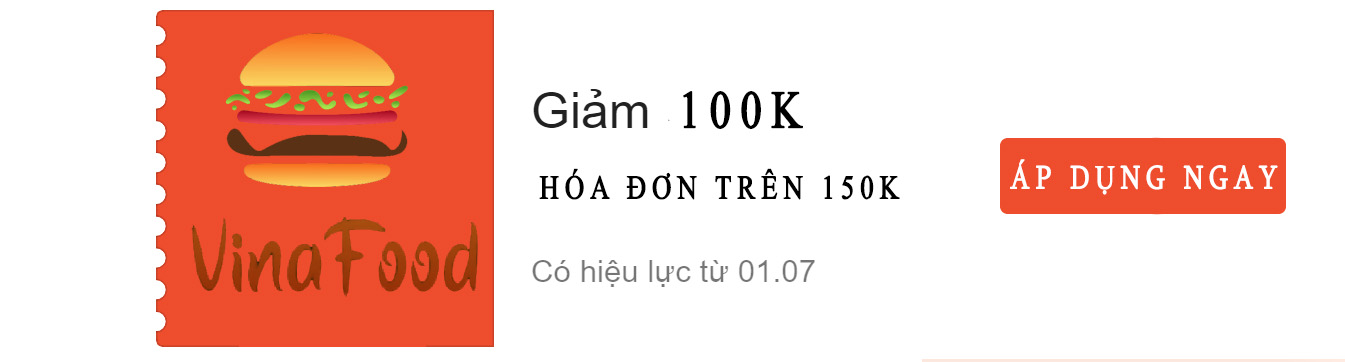 VinaFood
Giảm 100K
HÓA ĐƠN TRÊN 150K
ÁP DỤNG NGAY
Có hiệu lực từ 01.07